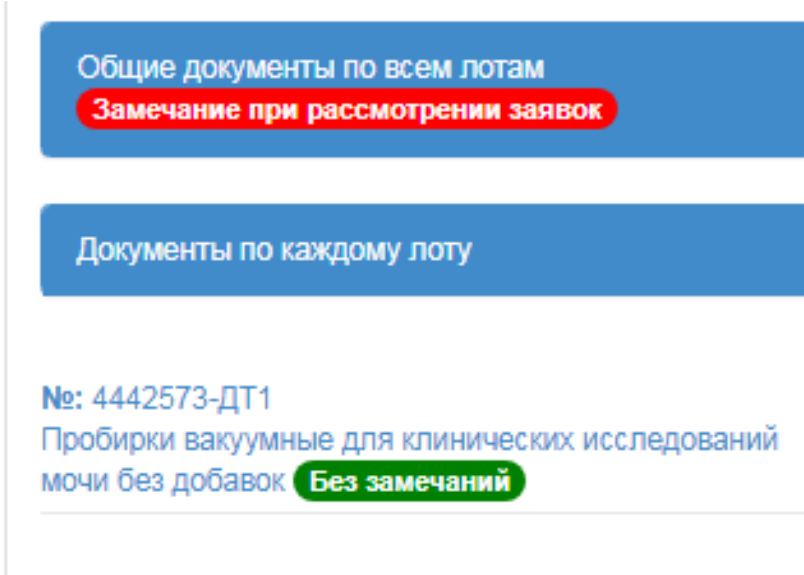 Общие документы по всем лотам
Замечание при рассмотрении заявок
Документы по каждому лоту
№: 4442573-ДТ1
Пробирки вакуумные для клинических исследований
мочи без добавок Без замечаний